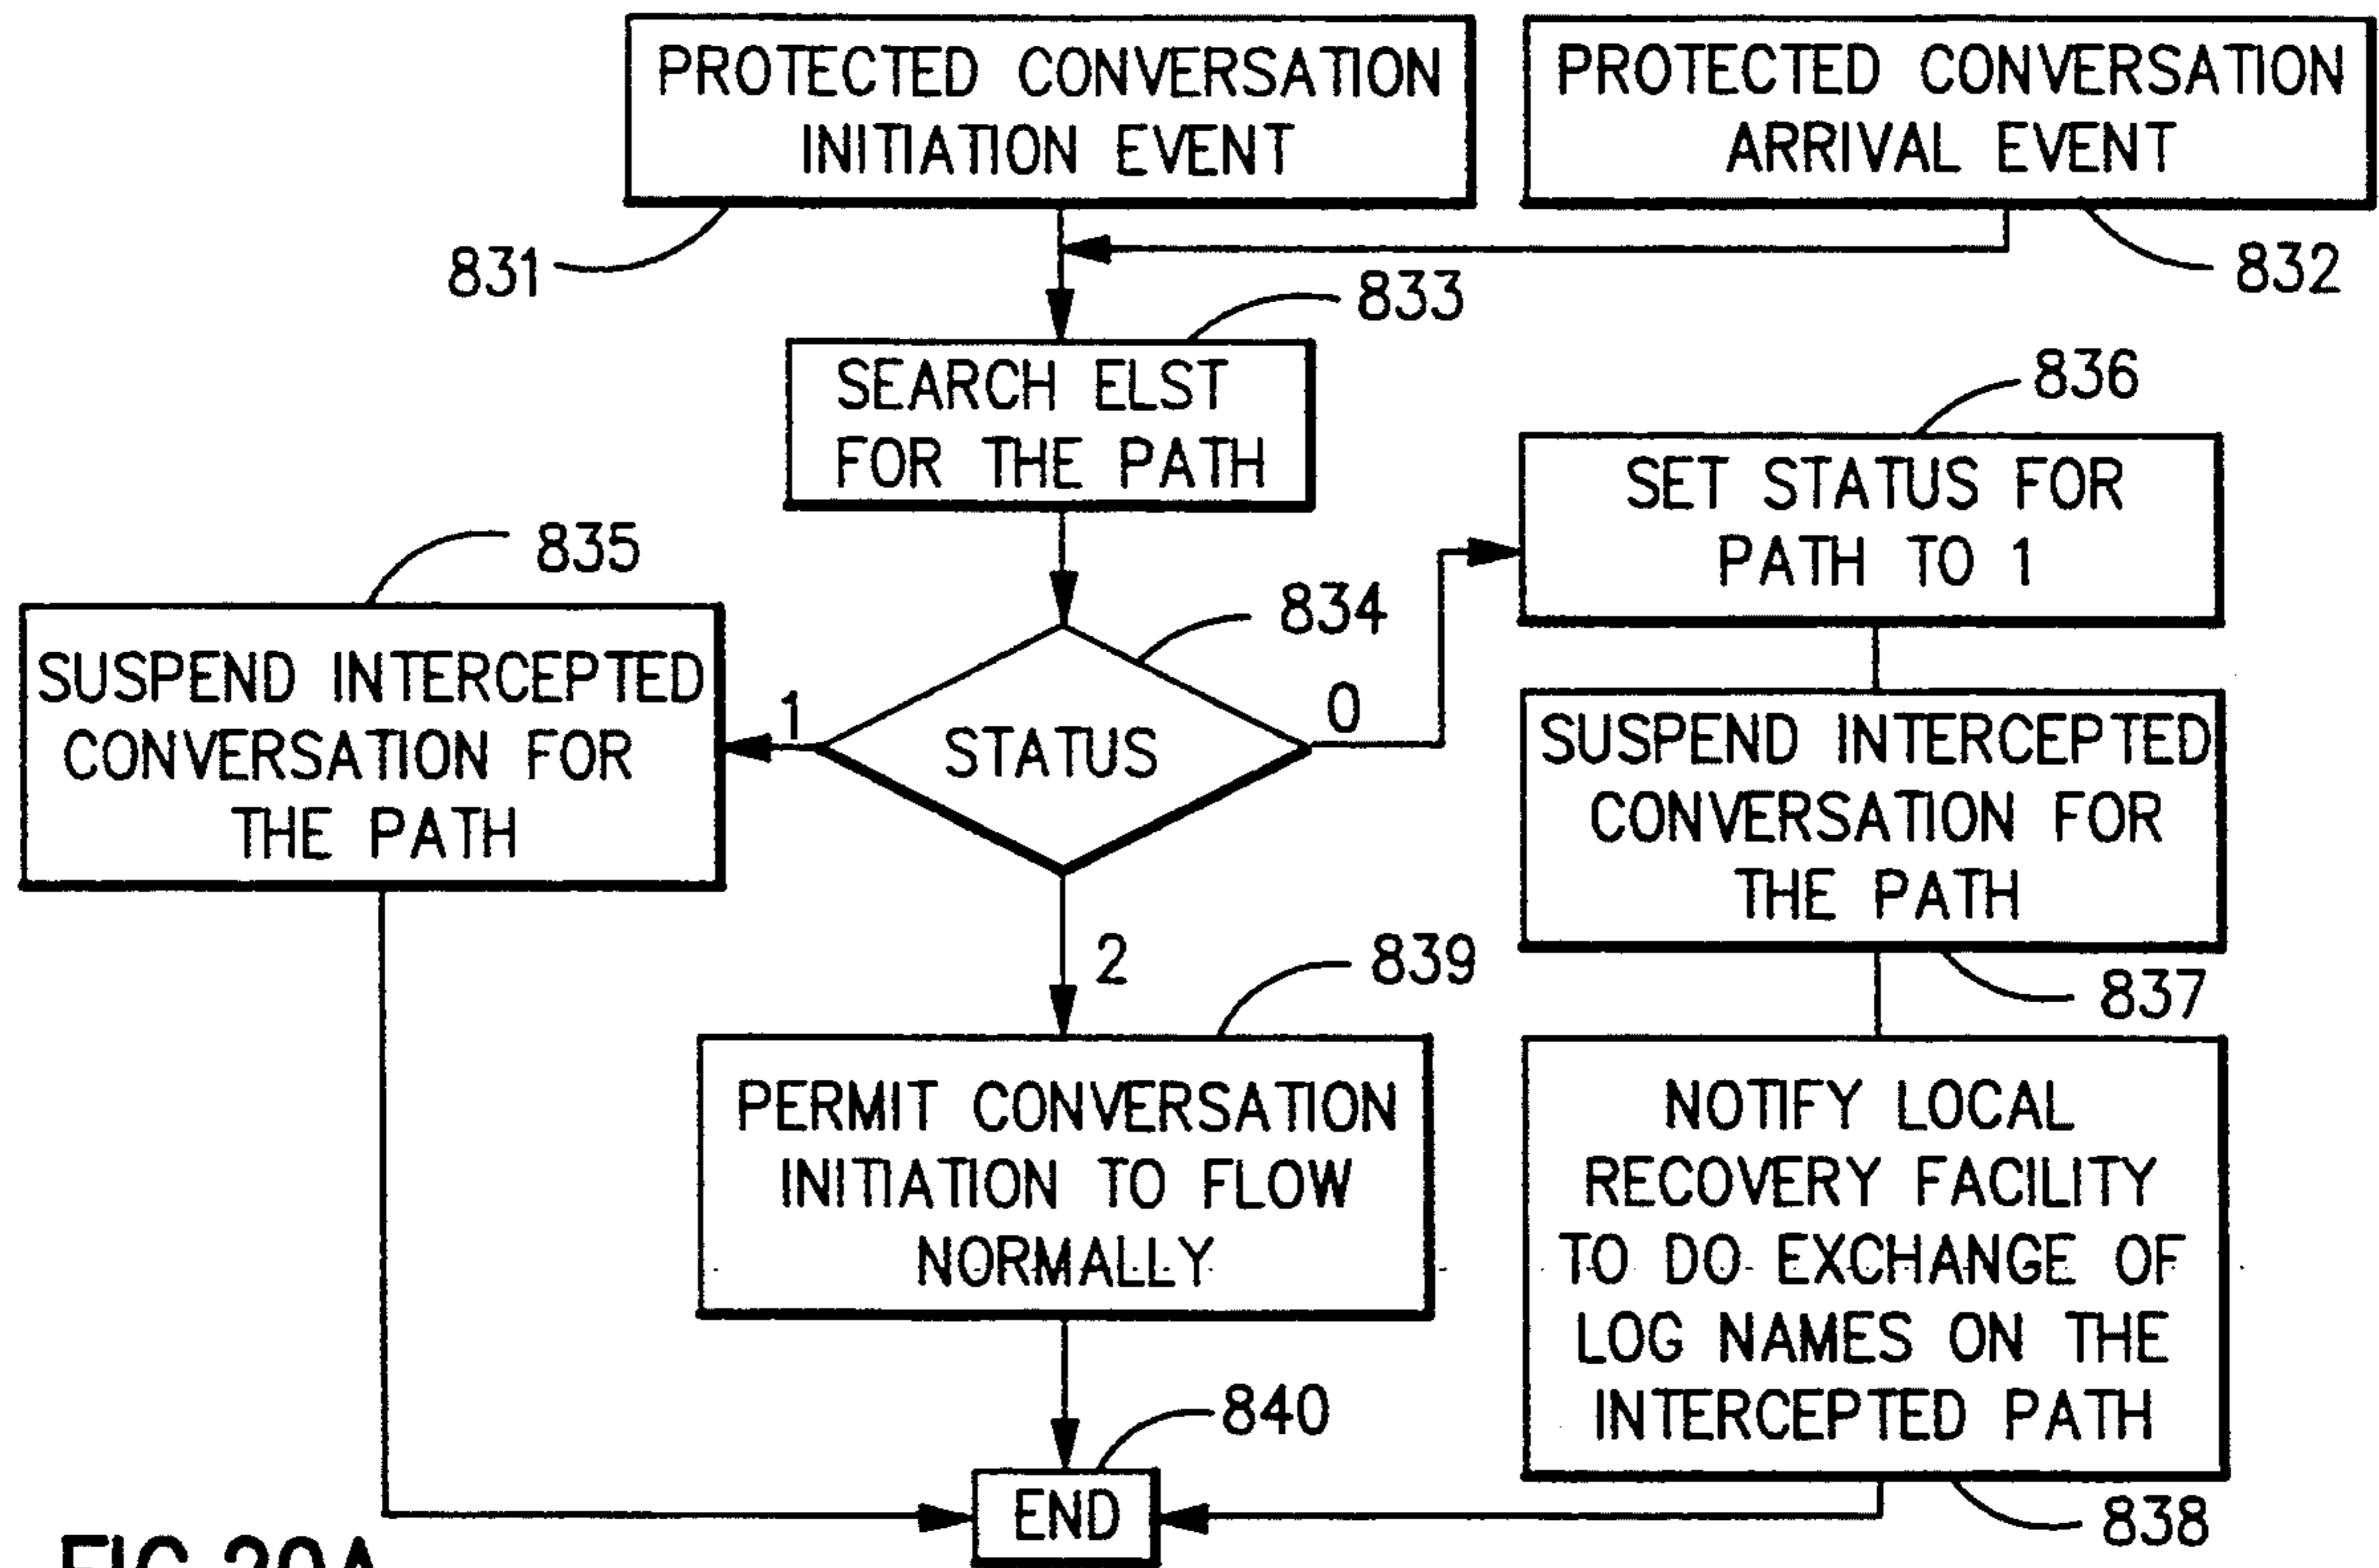 PROTECTED CONVERSATION
INITIATION EVENT
PROTECTED CONVERSATION
ARRIVAL EVENT
831
832
833
SEARCH ELST
FOR THE PATH
836
SET STATUS FOR
PATH TO 1
835
834
SUSPEND INTERCEPTED
CONVERSATION FOR
THE PATH
1
STATUS
0
SUSPEND INTERCEPTED
CONVERSATION FOR
THE PATH
837
2
839
PERMIT CONVERSATION
INITIATION TO FLOW
NORMALLY
NOTIFY LOCAL
RECOVERY FACILITY
TO DO EXCHANGE OF
LOG NAMES ON THE
INTERCEPTED PATH
840
END
838
FIG.20A